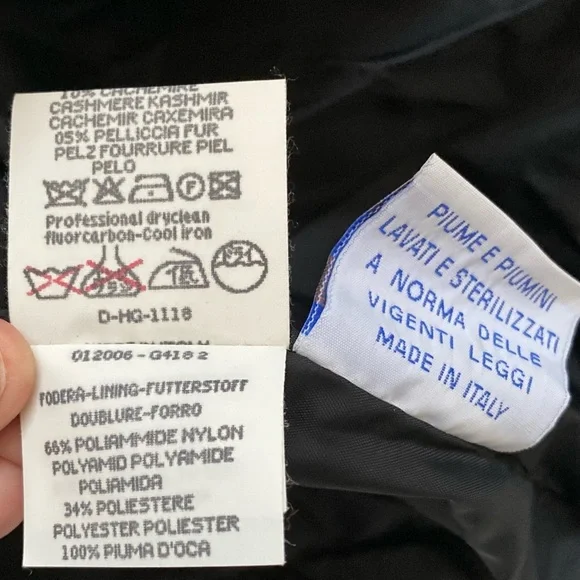 10% CACHEMIRE
CASHMERE KASHMIR
CACHEMIR CAXEMIRA
05% PELLICCIA FUR
PELZ FOURRURE PIEL
PELO
F
Professional dryclean
fluorcarbon-Cool iron
D-HG-1118
012006 - G418 2
FODERA-LINING-FUTTERSTOFF
DOUBLURE-FORRO
66% POLIAMMIDE NYLON
POLYAMID POLYAMIDE
POLIAMIDA
34% POLIESTERE
POLYESTER POLIESTER
100% PIUMA D'OCA
PIUME E PIUMINI
LAVATI E STERILIZZATI
A NORMA DELLE
VIGENTI LEGGI
MADE IN ITALY